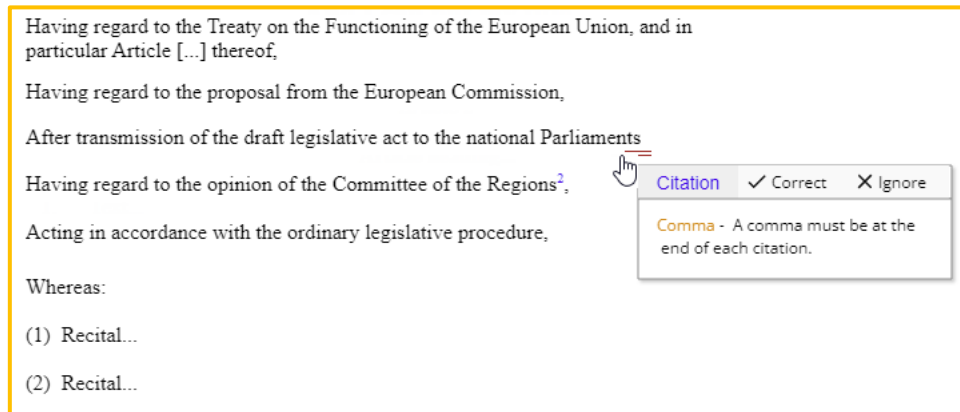 Having regard to the Treaty on the Functioning of the European Union, and in
particular Article [...] thereof,
Having regard to the proposal from the European Commission,
After transmission of the draft legislative act to the national Parliaments
Having regard to the opinion of the Committee of the Regions²,
Citation ✓ Correct X Ignore
Comma - A comma must be at the
end of each citation.
Acting in accordance with the ordinary legislative procedure,
Whereas:
(1) Recital...
(2) Recital...